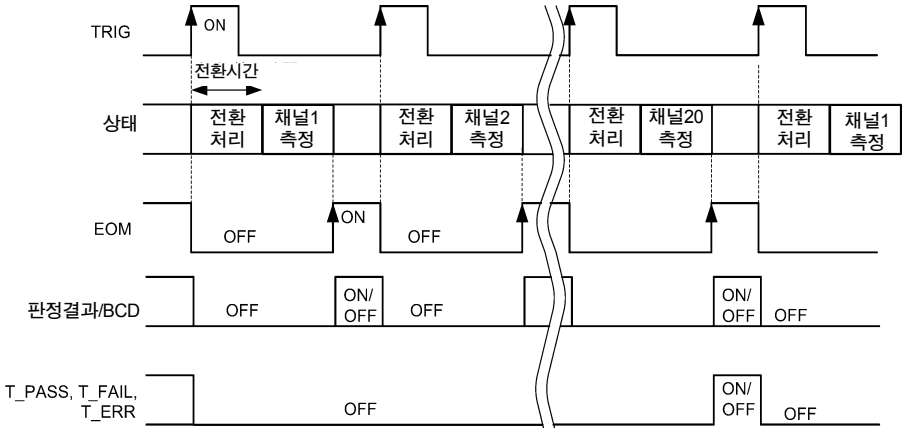 TRIG
ON
전환시간
상태
전환
처리
채널1
측정
전환
처리
채널2
측정
전환
처리
채널20
측정
전환
처리
채널1
측정
EOM
OFF
ON
OFF
판정결과/BCD
OFF
ON/
OFF
OFF
ON/
OFF
OFF
T_PASS, T_FAIL,
T_ERR
OFF
ON/
OFF
OFF